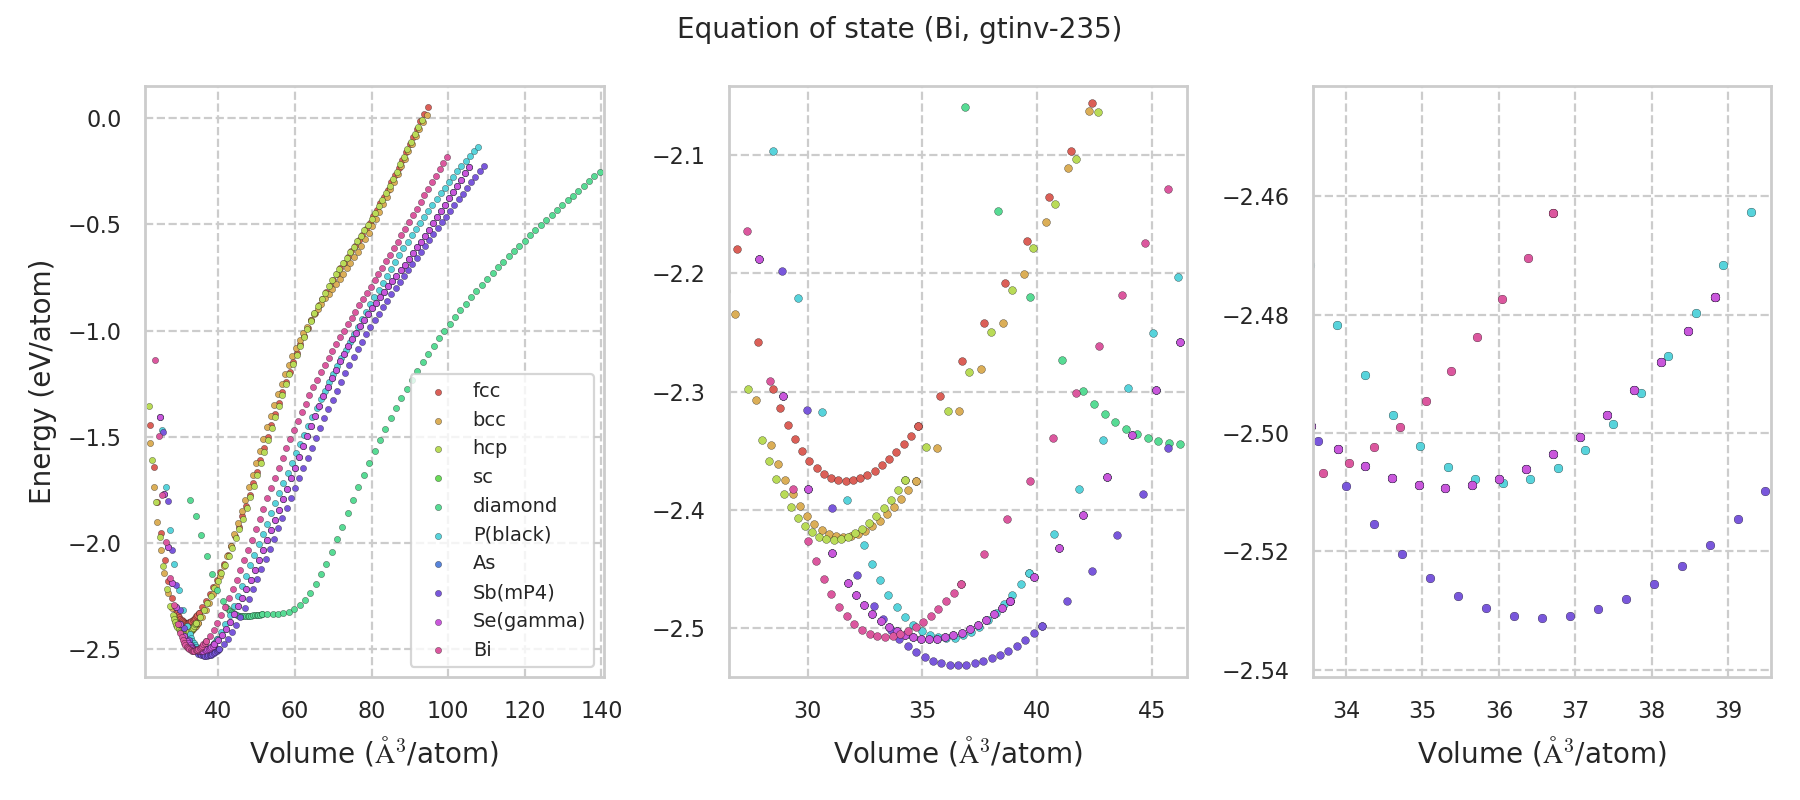 Equation of state (Bi, gtinv-235)
Energy (eV/atom)
0.0
−0.5
−1.0
−1.5
−2.0
−2.5
40 60 80 100 120 140
Volume (Å³/atom)
fcc
bcc
hcp
sc
diamond
P(black)
As
Sb(mP4)
Se(gamma)
Bi
−2.1
−2.2
−2.3
−2.4
−2.5
30 35 40 45
Volume (Å³/atom)
−2.46
−2.48
−2.50
−2.52
−2.54
34 35 36 37 38 39
Volume (Å³/atom)